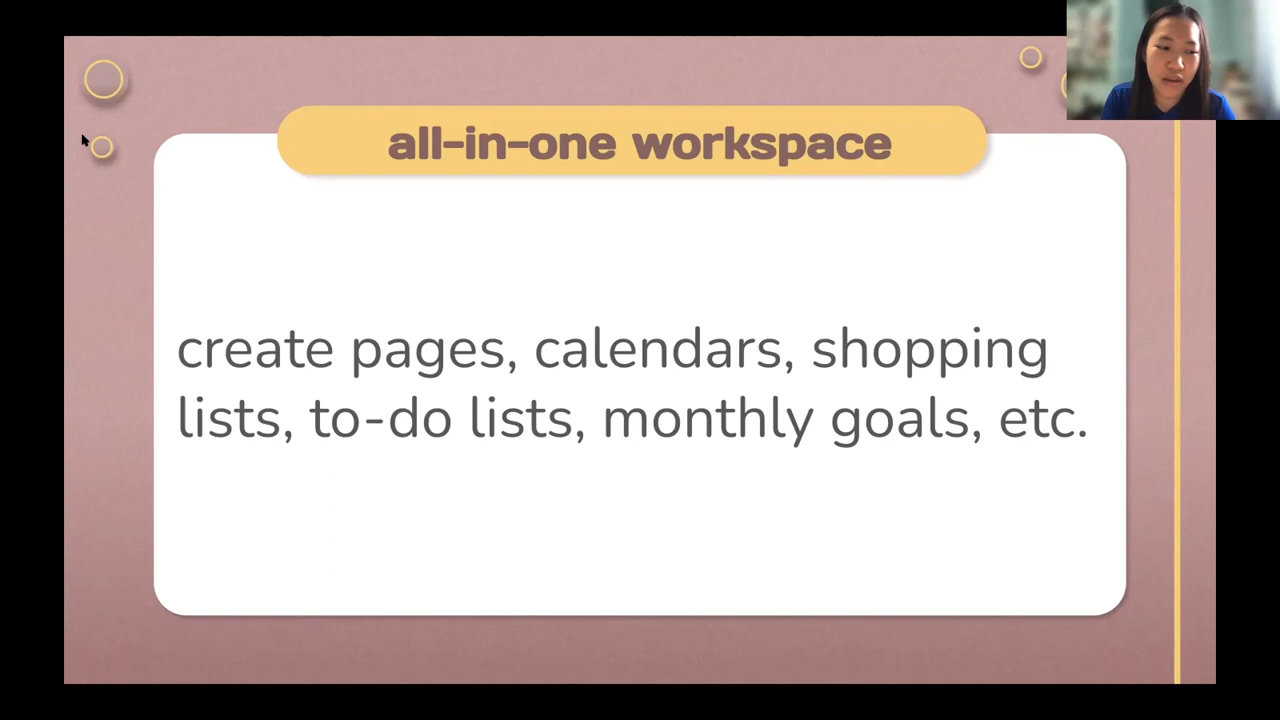 all-in-one workspace
create pages, calendars, shopping
lists, to-do lists, monthly goals, etc.